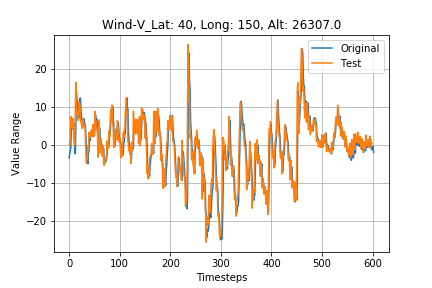 Wind-V_Lat: 40, Long: 150, Alt: 26307.0
Original
Test
Value Range
20
10
0
−10
−20
0 100 200 300 400 500 600
Timesteps